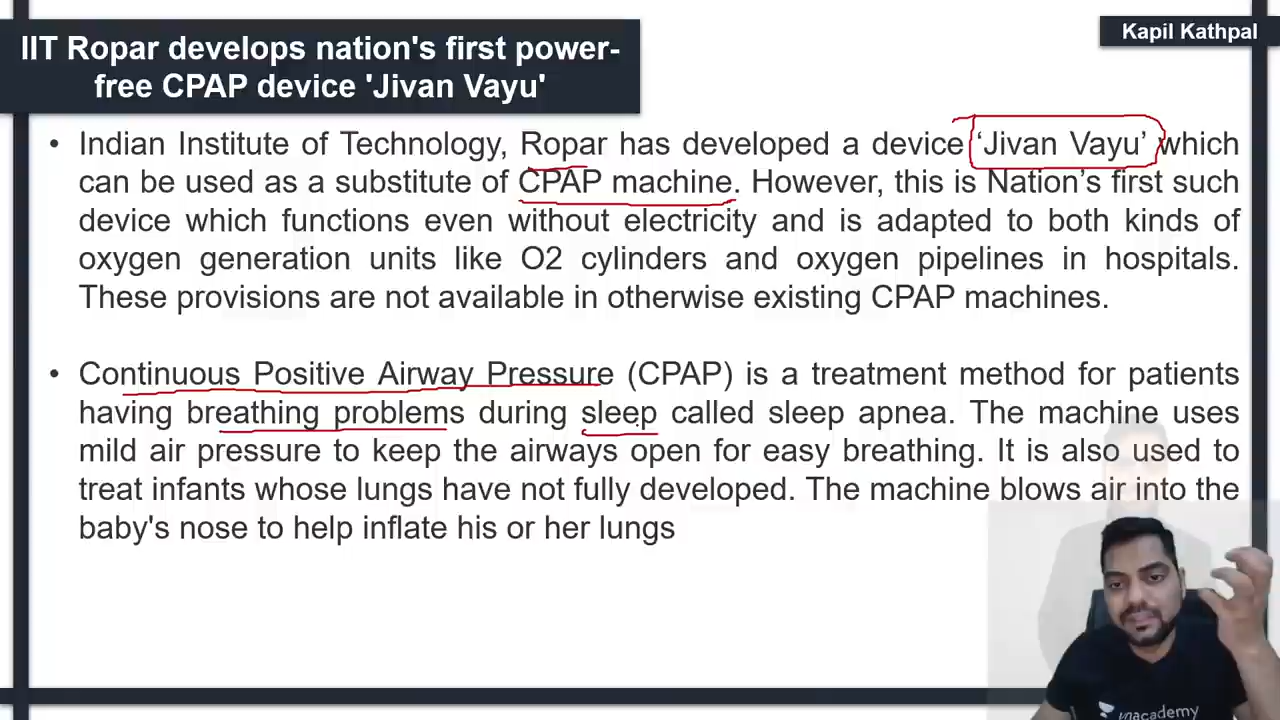 IIT Ropar develops nation's first power-
free CPAP device 'Jivan Vayu'
Kapil Kathpal
• Indian Institute of Technology, Ropar has developed a device ‘Jivan Vayu’ which
can be used as a substitute of CPAP machine. However, this is Nation’s first such
device which functions even without electricity and is adapted to both kinds of
oxygen generation units like O2 cylinders and oxygen pipelines in hospitals.
These provisions are not available in otherwise existing CPAP machines.
• Continuous Positive Airway Pressure (CPAP) is a treatment method for patients
having breathing problems during sleep called sleep apnea. The machine uses
mild air pressure to keep the airways open for easy breathing. It is also used to
treat infants whose lungs have not fully developed. The machine blows air into the
baby's nose to help inflate his or her lungs
unacademy